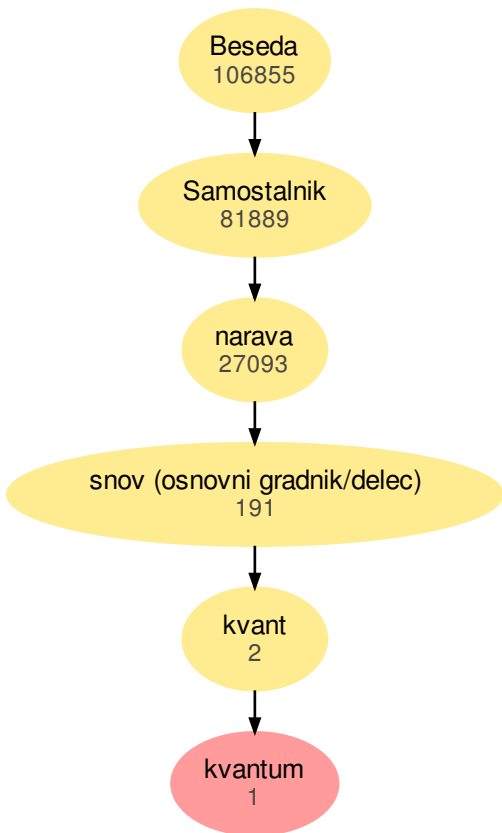 Beseda
106855
Samostalnik
81889
narava
27093
snov (osnovni gradnik/delec)
191
kvant
2
kvantum
1